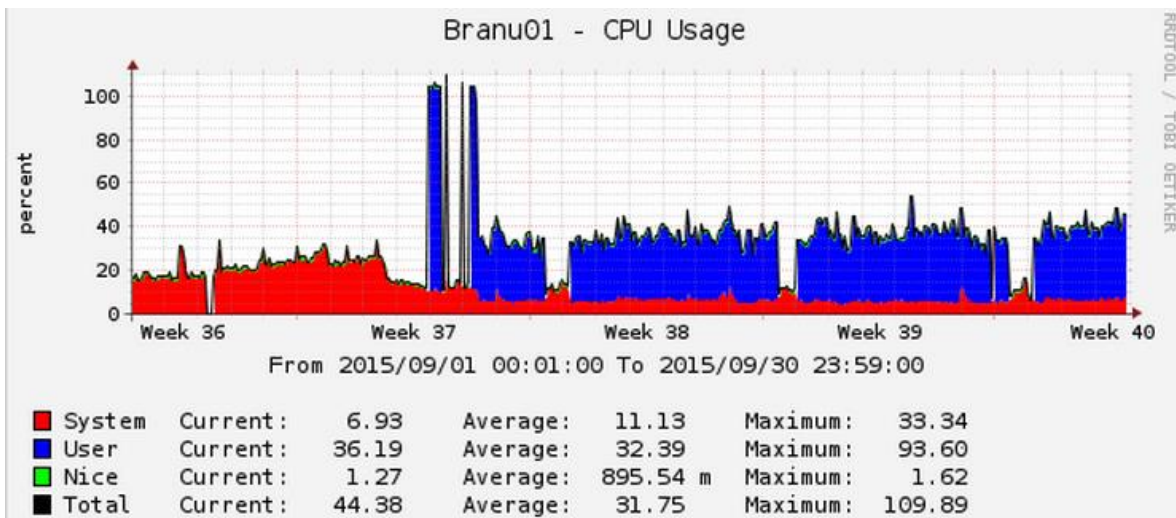 Branu01 - CPU Usage
RRDTOOL / TOBI OETIKER
percent
100
80
60
40
20
0
Week 36 Week 37 Week 38 Week 39 Week 40
From 2015/09/01 00:01:00 To 2015/09/30 23:59:00
System Current: 6.93 Average: 11.13 Maximum: 33.34
User Current: 36.19 Average: 32.39 Maximum: 93.60
Nice Current: 1.27 Average: 895.54 m Maximum: 1.62
Total Current: 44.38 Average: 31.75 Maximum: 109.89